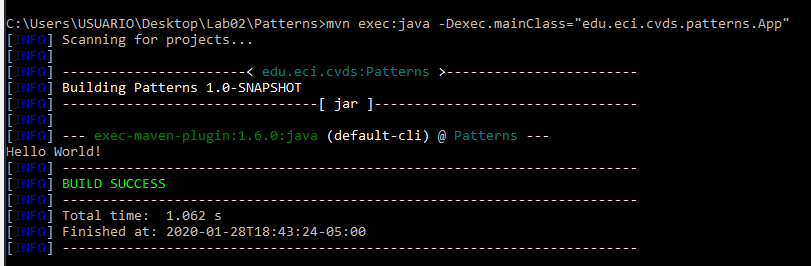 C:\Users\USUARIO\Desktop\Lab02\Patterns>mvn exec:java -Dexec.mainClass="edu.eci.cvds.patterns.App"
[INFO] Scanning for projects...
[INFO]
[INFO] -----------------------< edu.eci.cvds:Patterns >------------------------
[INFO] Building Patterns 1.0-SNAPSHOT
[INFO] --------------------------------[ jar ]---------------------------------
[INFO]
[INFO] --- exec-maven-plugin:1.6.0:java (default-cli) @ Patterns ---
Hello World!
[INFO] ------------------------------------------------------------------------
[INFO] BUILD SUCCESS
[INFO] ------------------------------------------------------------------------
[INFO] Total time:  1.062 s
[INFO] Finished at: 2020-01-28T18:43:24-05:00
[INFO] ------------------------------------------------------------------------